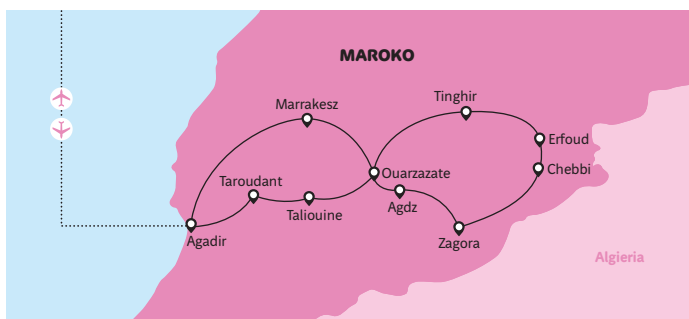 MAROKO
Tinghir
Marrakesz
Erfoud
Chebbi
Ouarzazate
Taroudant
Agdz
Taliouine
Zagora
Agadir
Algieria